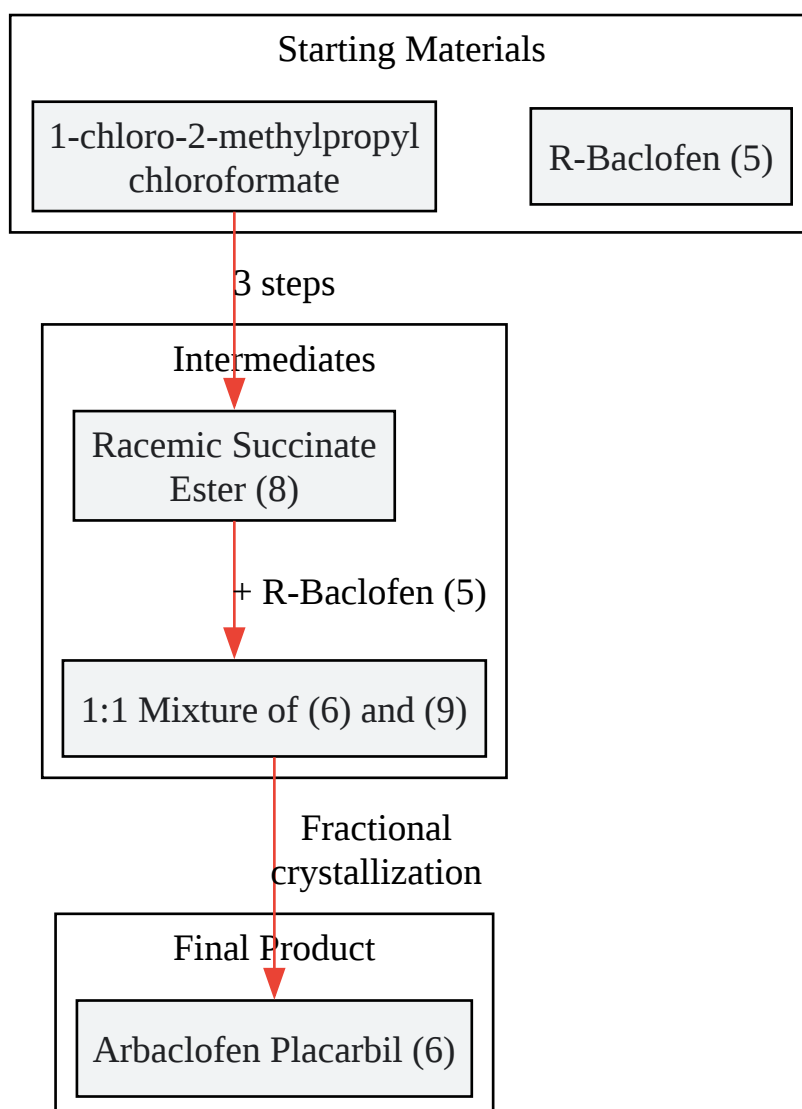 Starting Materials
1-chloro-2-methylpropyl
chloroformate
R-Baclofen (5)
3 steps
Intermediates
Racemic Succinate
Ester (8)
+ R-Baclofen (5)
1:1 Mixture of (6) and (9)
Fractional
crystallization
Final Product
Arbaclofen Placarbil (6)